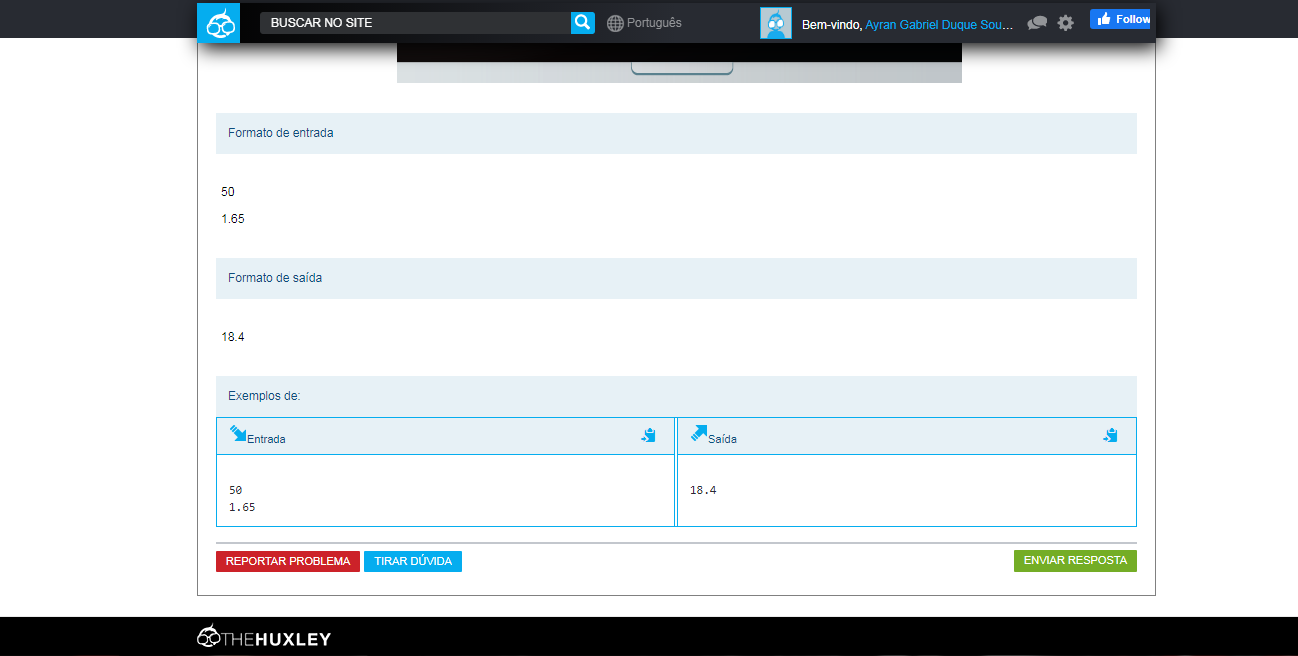 BUSCAR NO SITE
Português
Bem-vindo, Ayran Gabriel Duque Sou...
Follow
Formato de entrada
50
1.65
Formato de saída
18.4
Exemplos de:
Entrada
Saída
50
1.65
18.4
REPORTAR PROBLEMA
TIRAR DÚVIDA
ENVIAR RESPOSTA
THEHUXLEY